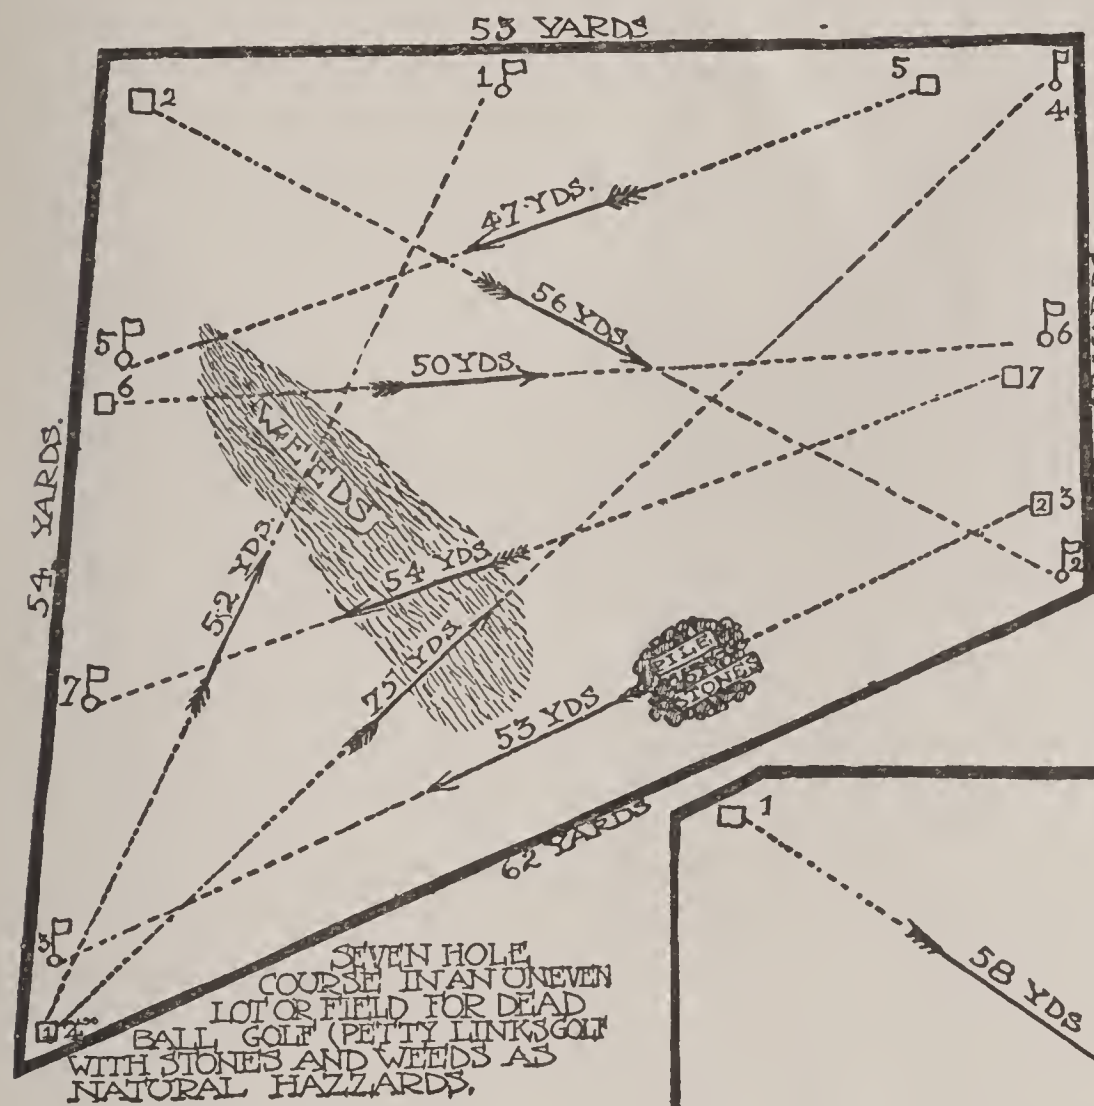 53 YARDS
1
5
2
4
47 YDS.
56 YDS.
5
6
6
50 YDS.
7
WEEDS
54 YARDS.
2 3
52 YDS.
54 YDS
2
75 YDS
7
PILE
OF
STONES
53 YDS
62 YARDS
1
3
58 YDS
SEVEN HOLE
COURSE IN AN UNEVEN
LOT OR FIELD FOR DEAD
1 4
BALL GOLF (PETTY LINKS GOLF
WITH STONES AND WEEDS AS
NATURAL HAZZARDS.